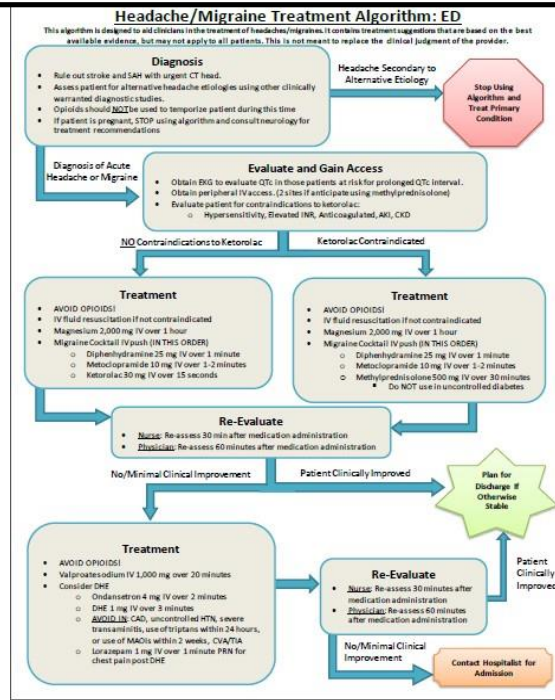 Headache/Migraine Treatment Algorithm: ED
This algorithm is designed to aid clinicians in the treatment of headaches/migraines. It contains treatment suggestions that are based on the best
available evidence, but may not apply to all patients. This is not meant to replace the clinical judgment of the provider.
Diagnosis
• Rule out stroke and SAH with urgent CT head.
• Assess patient for alternative headache etiologies using other clinically
warranted diagnostic studies.
• Opioids should NOT be used to temporize patient during this time
• If patient is pregnant, STOP using algorithm and consult neurology for
treatment recommendations
Headache Secondary to
Alternative Etiology
Stop Using
Algorithm and
Treat Primary
Condition
Diagnosis of Acute
Headache or Migraine
Evaluate and Gain Access
• Obtain EKG to evaluate QTc in those patients at risk for prolonged QTc interval.
• Obtain peripheral IV access. (2 sites if anticipate using methylprednisolone)
• Evaluate patient for contraindications to ketorolac:
o Hypersensitivity, Elevated INR, Anticoagulated, AKI, CKD
NO Contraindications to Ketorolac
Ketorolac Contraindicated
Treatment
• AVOID OPIOIDS!
• IV fluid resuscitation if not contraindicated
• Magnesium 2,000 mg IV over 1 hour
• Migraine Cocktail IV push (IN THIS ORDER)
o Diphenhydramine 25 mg IV over 1 minute
o Metoclopramide 10 mg IV over 1-2 minutes
o Ketorolac 30 mg IV over 15 seconds
Treatment
• AVOID OPIOIDS!
• IV fluid resuscitation if not contraindicated
• Magnesium 2,000 mg IV over 1 hour
• Migraine Cocktail IV push (IN THIS ORDER)
o Diphenhydramine 25 mg IV over 1 minute
o Metoclopramide 10 mg IV over 1-2 minutes
o Methylprednisolone 500 mg IV over 30 minutes
▪ Do NOT use in uncontrolled diabetes
Re-Evaluate
• Nurse: Re-assess 30 min after medication administration
• Physician: Re-assess 60 minutes after medication administration
No/Minimal Clinical Improvement
Patient Clinically Improved
Plan for
Discharge If
Otherwise
Stable
Treatment
• AVOID OPIOIDS!
• Valproate sodium IV 1,000 mg over 20 minutes
• Consider DHE
o Ondansetron 4 mg IV over 2 minutes
o DHE 1 mg IV over 3 minutes
o AVOID IN: CAD, uncontrolled HTN, severe
transaminitis, use of triptans within 24 hours,
or use of MAOIs within 2 weeks, CVA/TIA
o Lorazepam 1 mg IV over 1 minute PRN for
chest pain post DHE
Re-Evaluate
• Nurse: Re-assess 30 minutes after
medication administration
• Physician: Re-assess 60 minutes
after medication administration
Patient
Clinically
Improved
No/Minimal Clinical
Improvement
Contact Hospitalist for
Admission